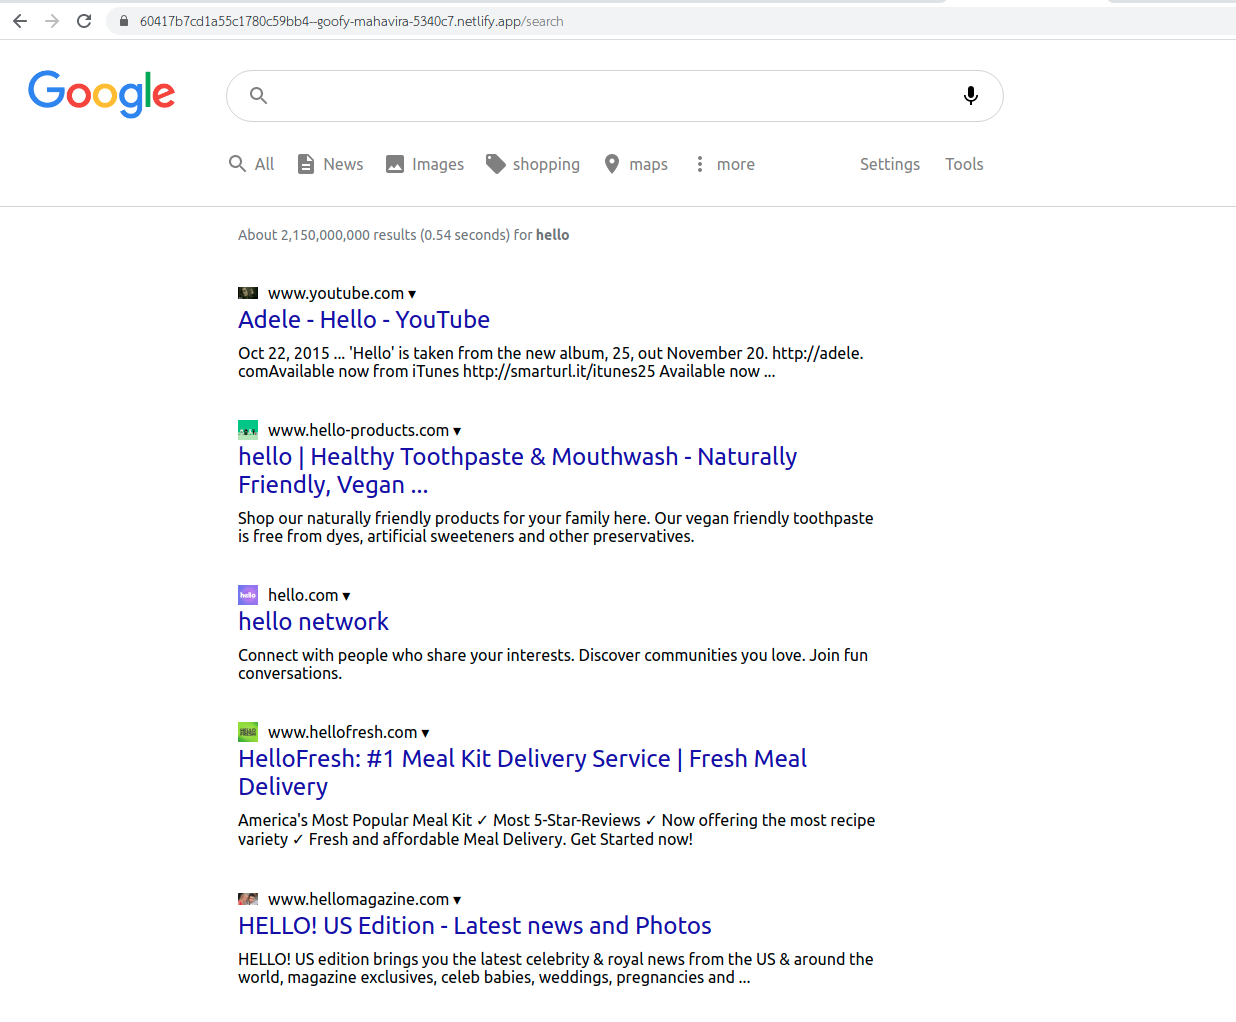 60417b7cd1a55c1780c59bb4--goofy-mahavira-5340c7.netlify.app/search
Google
All News Images shopping maps more Settings Tools
About 2,150,000,000 results (0.54 seconds) for hello
www.youtube.com ▾
Adele - Hello - YouTube
Oct 22, 2015 ... 'Hello' is taken from the new album, 25, out November 20. http://adele.
comAvailable now from iTunes http://smarturl.it/itunes25 Available now ...
www.hello-products.com ▾
hello | Healthy Toothpaste & Mouthwash - Naturally
Friendly, Vegan ...
Shop our naturally friendly products for your family here. Our vegan friendly toothpaste
is free from dyes, artificial sweeteners and other preservatives.
hello
hello.com ▾
hello network
Connect with people who share your interests. Discover communities you love. Join fun
conversations.
HELLO
FRESH
www.hellofresh.com ▾
HelloFresh: #1 Meal Kit Delivery Service | Fresh Meal
Delivery
America's Most Popular Meal Kit ✓ Most 5-Star-Reviews ✓ Now offering the most recipe
variety ✓ Fresh and affordable Meal Delivery. Get Started now!
www.hellomagazine.com ▾
HELLO! US Edition - Latest news and Photos
HELLO! US edition brings you the latest celebrity & royal news from the US & around the
world, magazine exclusives, celeb babies, weddings, pregnancies and ...